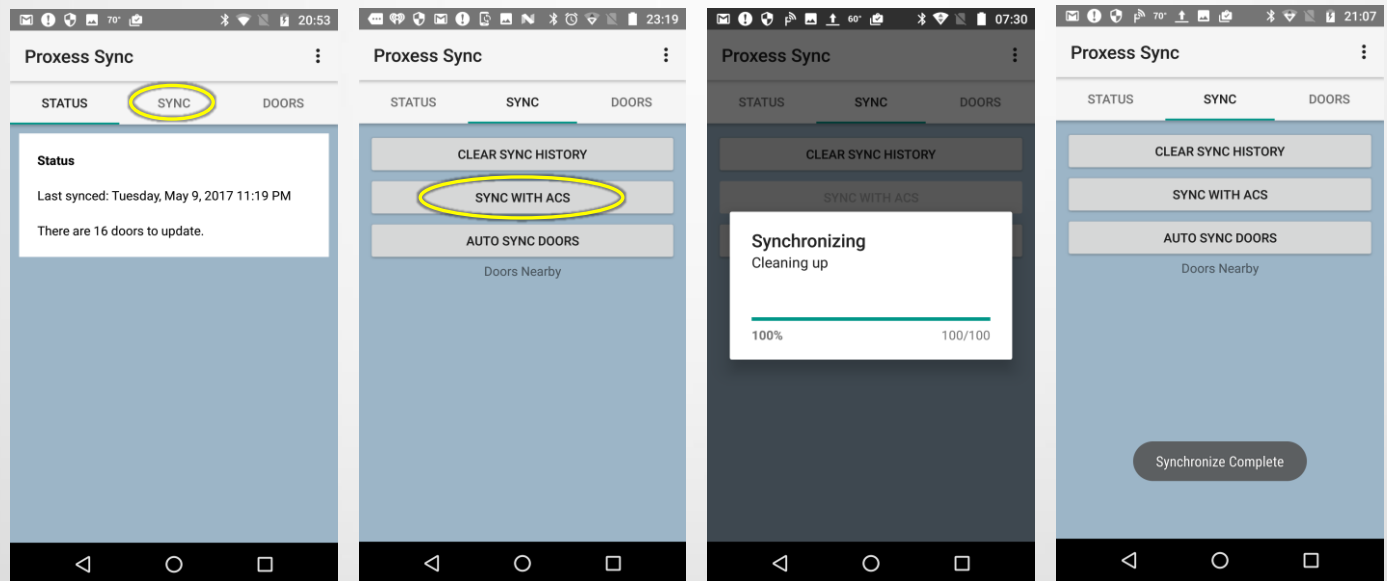 70°
20:53
Proxess Sync
STATUS
SYNC
DOORS
Status
Last synced: Tuesday, May 9, 2017 11:19 PM
There are 16 doors to update.
23:19
Proxess Sync
STATUS
SYNC
DOORS
CLEAR SYNC HISTORY
SYNC WITH ACS
AUTO SYNC DOORS
Doors Nearby
60°
07:30
Proxess Sync
STATUS
SYNC
DOORS
CLEAR SYNC HISTORY
SYNC WITH ACS
Synchronizing
Cleaning up
100%
100/100
70°
21:07
Proxess Sync
STATUS
SYNC
DOORS
CLEAR SYNC HISTORY
SYNC WITH ACS
AUTO SYNC DOORS
Doors Nearby
Synchronize Complete